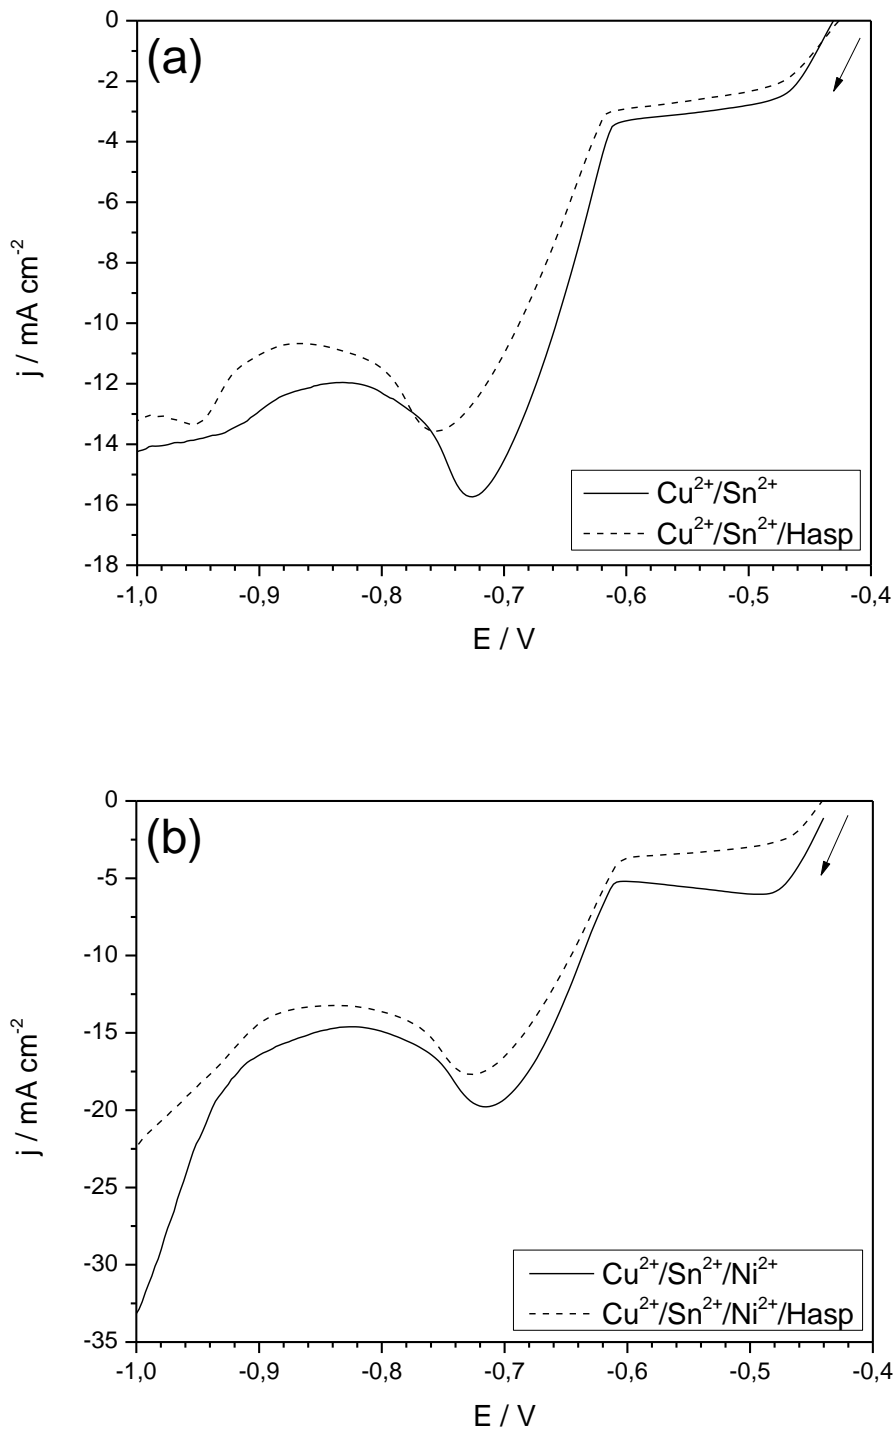 (a)
0
-2
-4
-6
-8
-10
-12
-14
-16
-18
j / mA cm⁻²
Cu²⁺/Sn²⁺
Cu²⁺/Sn²⁺/Hasp
-1,0 -0,9 -0,8 -0,7 -0,6 -0,5 -0,4
E / V
(b)
0
-5
-10
-15
-20
-25
-30
-35
j / mA cm⁻²
Cu²⁺/Sn²⁺/Ni²⁺
Cu²⁺/Sn²⁺/Ni²⁺/Hasp
-1,0 -0,9 -0,8 -0,7 -0,6 -0,5 -0,4
E / V